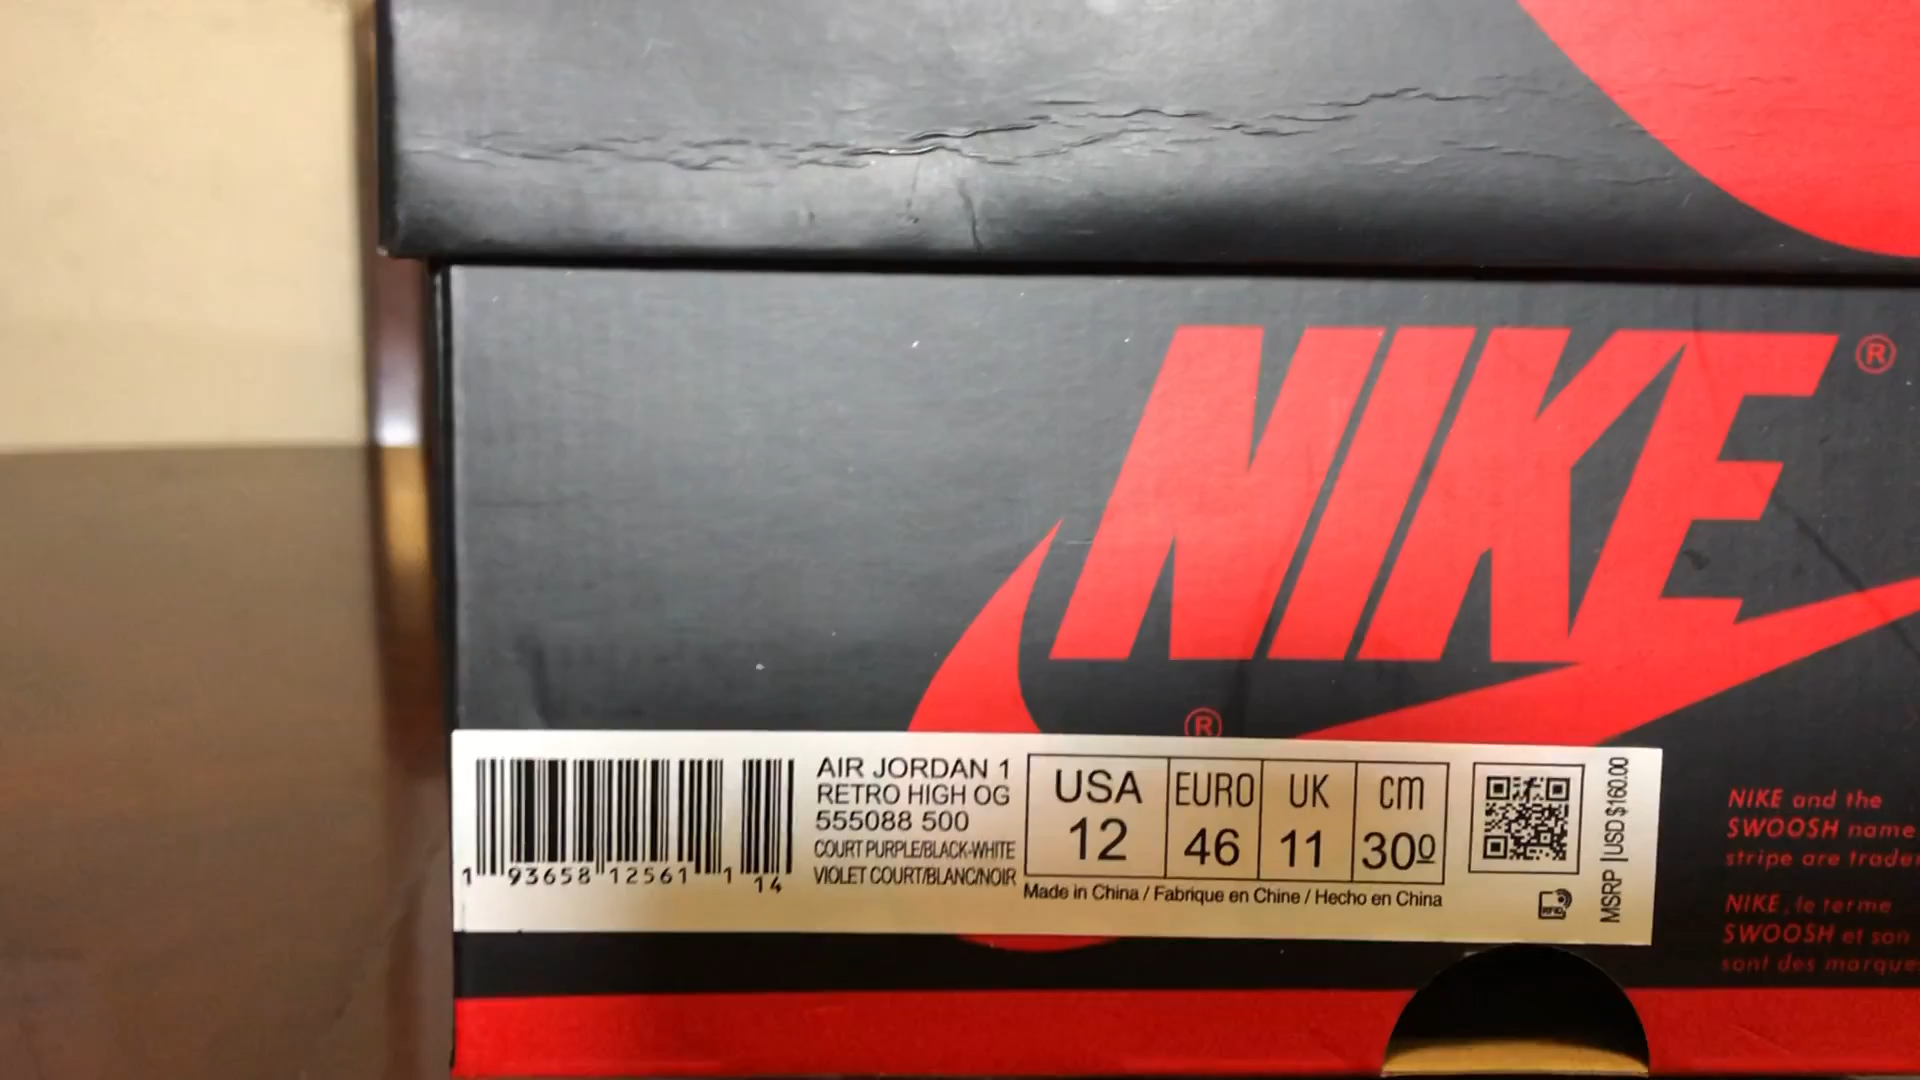 NIKE ®
®
AIR JORDAN 1
RETRO HIGH OG
555088 500
COURT PURPLE/BLACK-WHITE
VIOLET COURT/BLANC/NOIR
1 93658 12561 1 14
USA EURO UK cm
12 46 11 30º
Made in China / Fabrique en Chine / Hecho en China
RFID
MSRP |USD $160.00
NIKE and the
SWOOSH name
stripe are trade
NIKE, le terme
SWOOSH et son
sont des marque